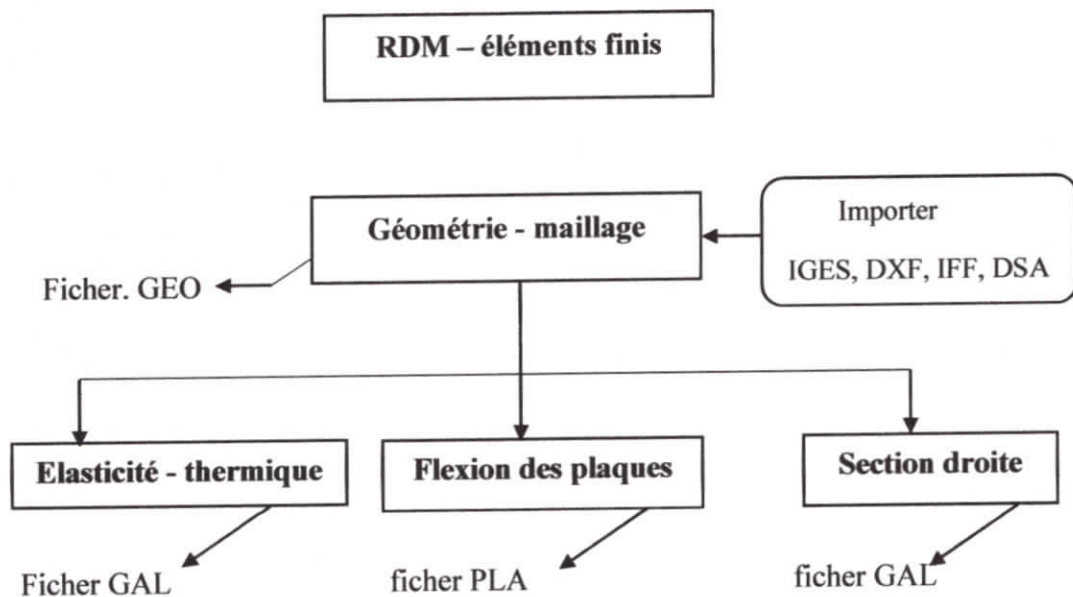 RDM – éléments finis
Géométrie - maillage
Importer
IGES, DXF, IFF, DSA
Ficher. GEO
Elasticité - thermique
Flexion des plaques
Section droite
Ficher GAL
ficher PLA
ficher GAL